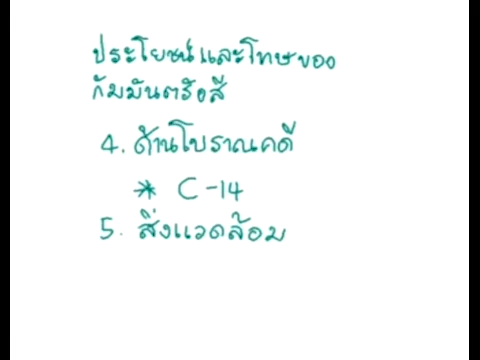 ประโยชน์และโทษของ
กัมมันตรังสี
4. ด้านโบราณคดี
* C-14
5. สิ่งแวดล้อม